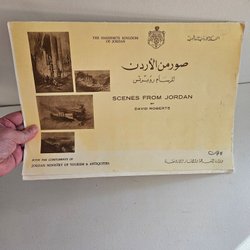 THE HASHEMITE KINGDOM
OF JORDAN
صور من الأردن
للرسام روبرتس
SCENES FROM JORDAN
BY
DAVID ROBERTS
WITH THE COMPLIMENTS OF
JORDAN MINISTRY OF TOURISM & ANTIQUITIES